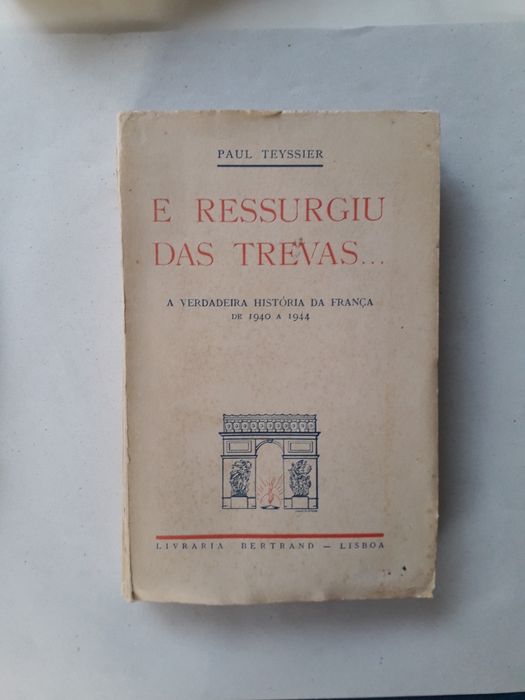 PAUL TEYSSIER
E RESSURGIU
DAS TREVAS...
A VERDADEIRA HISTÓRIA DA FRANÇA
DE 1940 A 1944
LIVRARIA BERTRAND — LISBOA